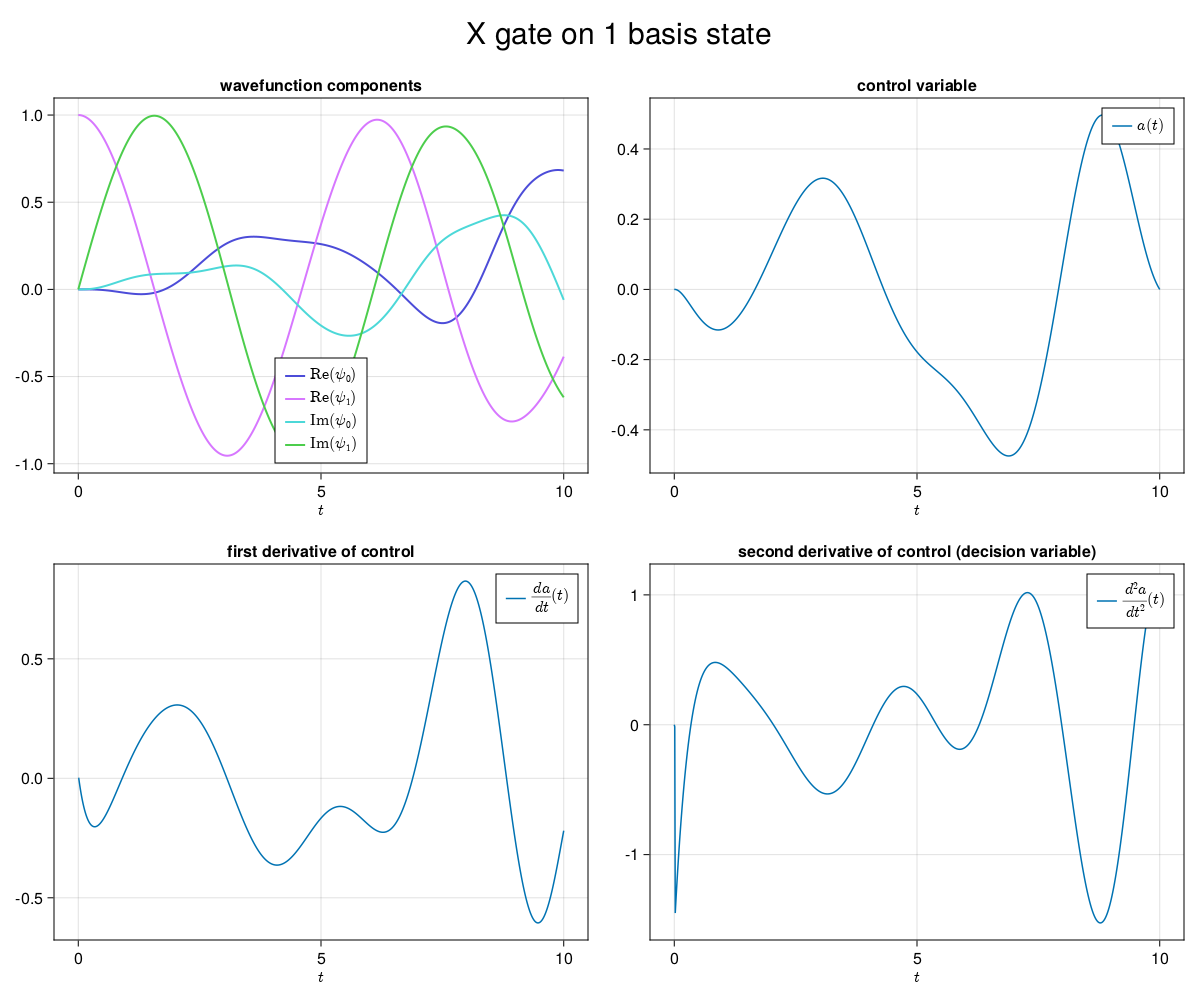 X gate on 1 basis state
wavefunction components
1.0
0.5
0.0
-0.5
-1.0
Re(ψ₀)
Re(ψ₁)
Im(ψ₀)
Im(ψ₁)
0 5 10
t
control variable
0.4
0.2
0.0
-0.2
-0.4
a(t)
0 5 10
t
first derivative of control
0.5
0.0
-0.5
da/dt(t)
0 5 10
t
second derivative of control (decision variable)
1
0
-1
d²a/dt²(t)
0 5 10
t